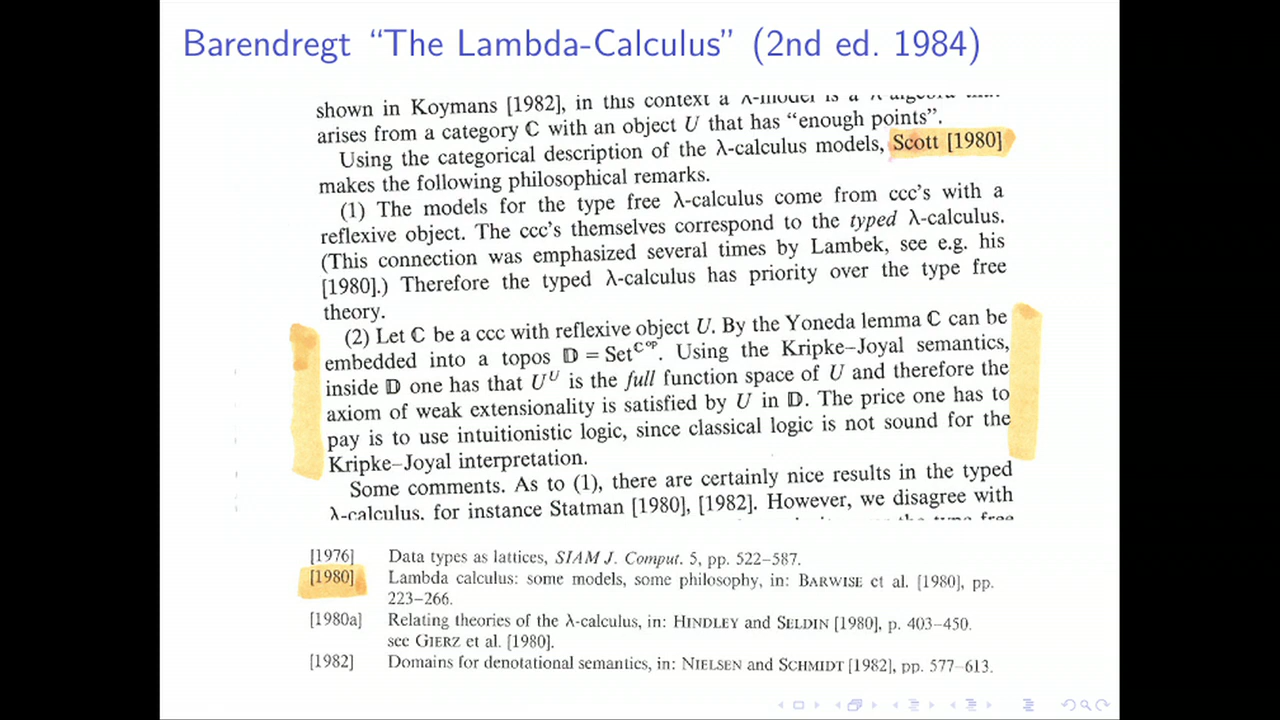 Barendregt “The Lambda-Calculus” (2nd ed. 1984)
shown in Koymans [1982], in this context a λ-model is a λ-algebra
arises from a category ℂ with an object U that has “enough points”.
Using the categorical description of the λ-calculus models, Scott [1980]
makes the following philosophical remarks.
(1) The models for the type free λ-calculus come from ccc's with a
reflexive object. The ccc's themselves correspond to the typed λ-calculus.
(This connection was emphasized several times by Lambek, see e.g. his
[1980].) Therefore the typed λ-calculus has priority over the type free
theory.
(2) Let ℂ be a ccc with reflexive object U. By the Yoneda lemma ℂ can be
embedded into a topos 𝔻 = Set^ℂ^op. Using the Kripke–Joyal semantics,
inside 𝔻 one has that U^U is the full function space of U and therefore the
axiom of weak extensionality is satisfied by U in 𝔻. The price one has to
pay is to use intuitionistic logic, since classical logic is not sound for the
Kripke–Joyal interpretation.
Some comments. As to (1), there are certainly nice results in the typed
λ-calculus, for instance Statman [1980], [1982]. However, we disagree with
[1976] Data types as lattices, SIAM J. Comput. 5, pp. 522–587.
[1980] Lambda calculus: some models, some philosophy, in: BARWISE et al. [1980], pp.
223–266.
[1980a] Relating theories of the λ-calculus, in: HINDLEY and SELDIN [1980], p. 403–450.
see GIERZ et al. [1980].
[1982] Domains for denotational semantics, in: NIELSEN and SCHMIDT [1982], pp. 577–613.